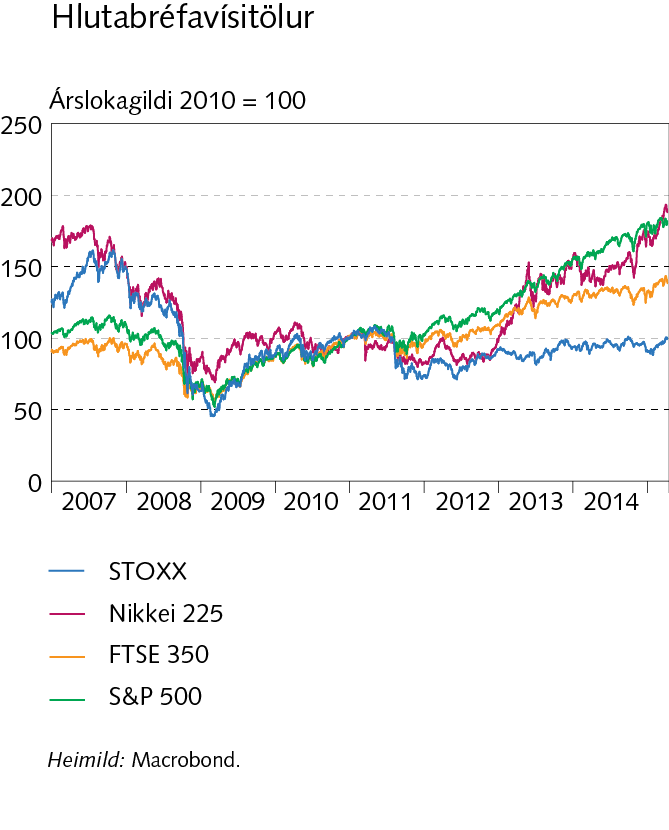 Hlutabréfavísitölur
Árslokagildi 2010 = 100
250
200
150
100
50
0
2007 2008 2009 2010 2011 2012 2013 2014
STOXX
Nikkei 225
FTSE 350
S&P 500
Heimild: Macrobond.